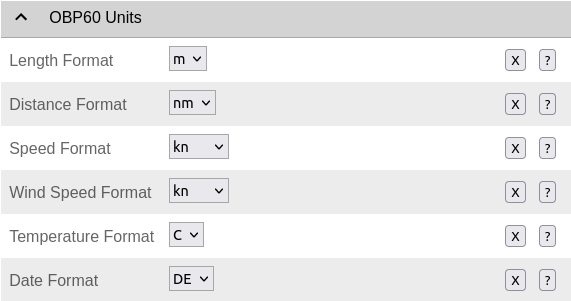 OBP60 Units
Length Format m X ?
Distance Format nm X ?
Speed Format kn X ?
Wind Speed Format kn X ?
Temperature Format C X ?
Date Format DE X ?